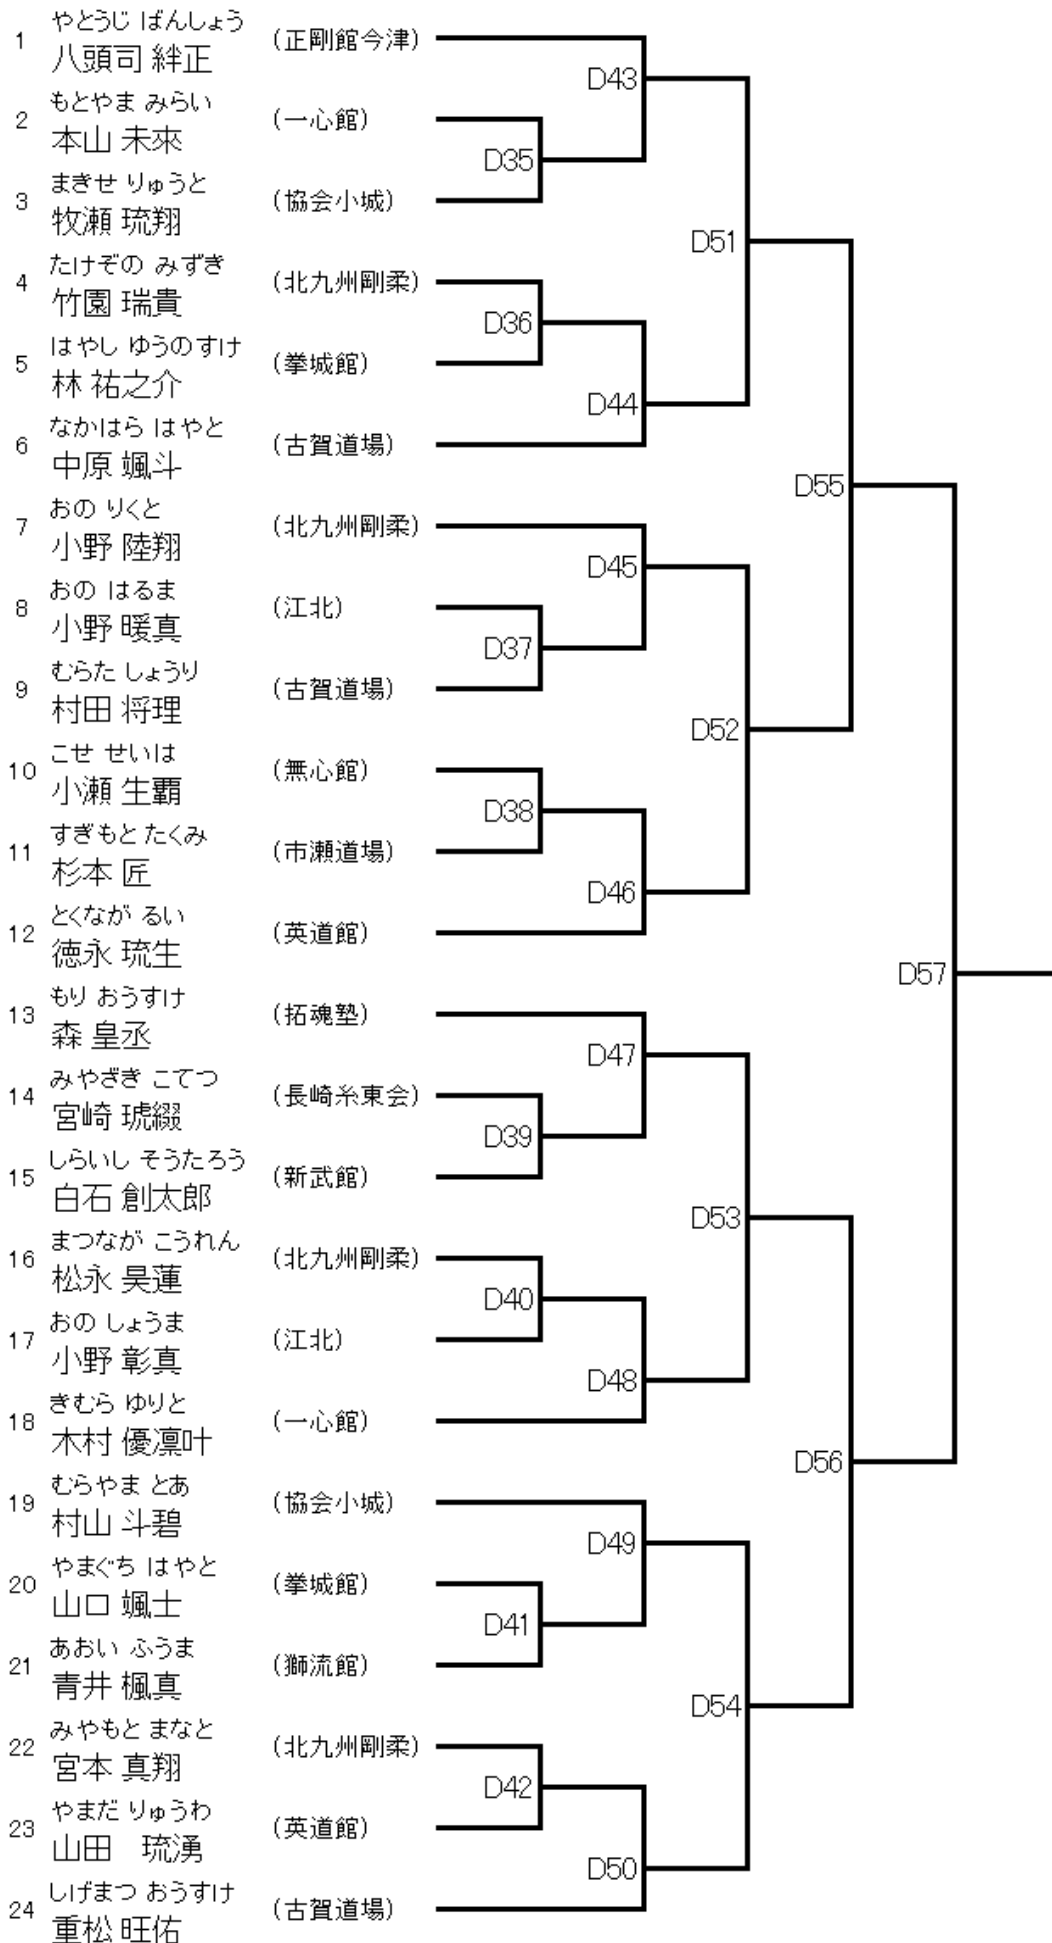 やとうじ ばんしょう
1 八頭司 絆正 (正剛館今津)
D43
もとやま みらい
2 本山 未來 (一心館)
D35
まきせ りゅうと
3 牧瀬 琉翔 (協会小城)
D51
たけぞの みずき
4 竹園 瑞貴 (北九州剛柔)
D36
はやし ゆうのすけ
5 林 祐之介 (拳城館)
D44
なかはら はやと
6 中原 颯斗 (古賀道場)
D55
おの りくと
7 小野 陸翔 (北九州剛柔)
D45
おの はるま
8 小野 暖真 (江北)
D37
むらた しょうり
9 村田 将理 (古賀道場)
D52
こせ せいは
10 小瀬 生覇 (無心館)
D38
すぎもと たくみ
11 杉本 匠 (市瀬道場)
D46
とくなが るい
12 徳永 琉生 (英道館)
D57
もり おうすけ
13 森 皇丞 (拓魂塾)
D47
みやざき こてつ
14 宮崎 琥綴 (長崎糸東会)
D39
しらいし そうたろう
15 白石 創太郎 (新武館)
D53
まつなが こうれん
16 松永 昊蓮 (北九州剛柔)
D40
おの しょうま
17 小野 彰真 (江北)
D48
きむら ゆりと
18 木村 優凛叶 (一心館)
D56
むらやま とあ
19 村山 斗碧 (協会小城)
D49
やまぐち はやと
20 山口 颯士 (拳城館)
D41
あおい ふうま
21 青井 楓真 (獅流館)
D54
みやもと まなと
22 宮本 真翔 (北九州剛柔)
D42
やまだ りゅうわ
23 山田　琉湧 (英道館)
D50
しげまつ おうすけ
24 重松 旺佑 (古賀道場)